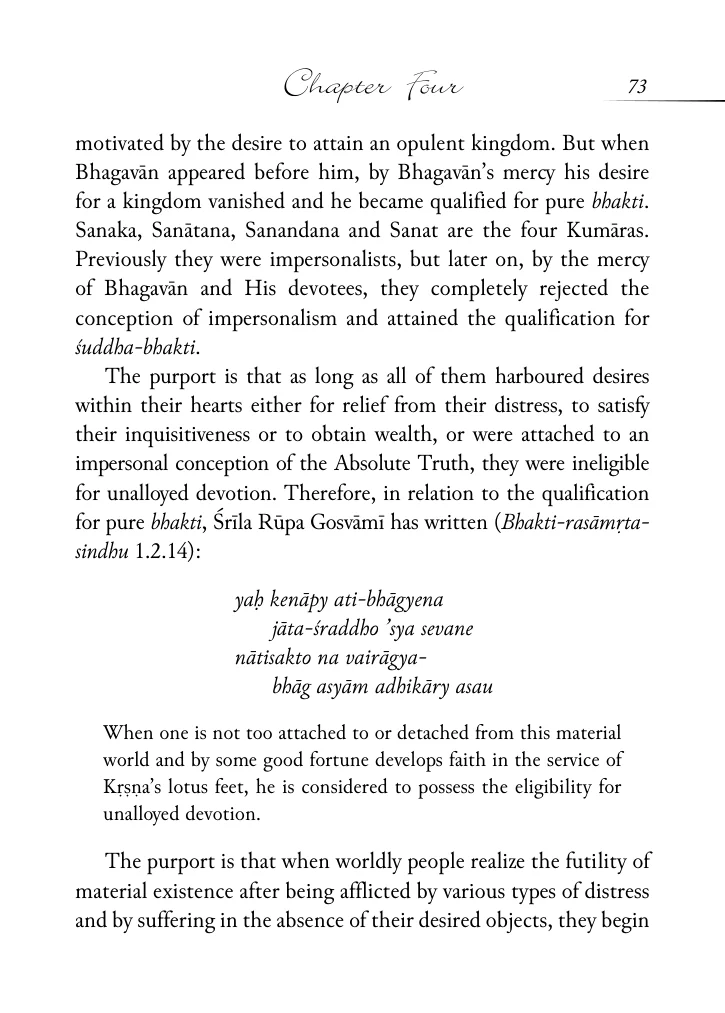 Chapter Four
73
motivated by the desire to attain an opulent kingdom. But when
Bhagavān appeared before him, by Bhagavān’s mercy his desire
for a kingdom vanished and he became qualified for pure bhakti.
Sanaka, Sanātana, Sanandana and Sanat are the four Kumāras.
Previously they were impersonalists, but later on, by the mercy
of Bhagavān and His devotees, they completely rejected the
conception of impersonalism and attained the qualification for
śuddha-bhakti.
The purport is that as long as all of them harboured desires
within their hearts either for relief from their distress, to satisfy
their inquisitiveness or to obtain wealth, or were attached to an
impersonal conception of the Absolute Truth, they were ineligible
for unalloyed devotion. Therefore, in relation to the qualification
for pure bhakti, Śrīla Rūpa Gosvāmī has written (Bhakti-rasāmṛta-
sindhu 1.2.14):
yaḥ kenāpy ati-bhāgyena
jāta-śraddho ’sya sevane
nātisakto na vairāgya-
bhāg asyām adhikāry asau
When one is not too attached to or detached from this material
world and by some good fortune develops faith in the service of
Kṛṣṇa’s lotus feet, he is considered to possess the eligibility for
unalloyed devotion.
The purport is that when worldly people realize the futility of
material existence after being afflicted by various types of distress
and by suffering in the absence of their desired objects, they begin